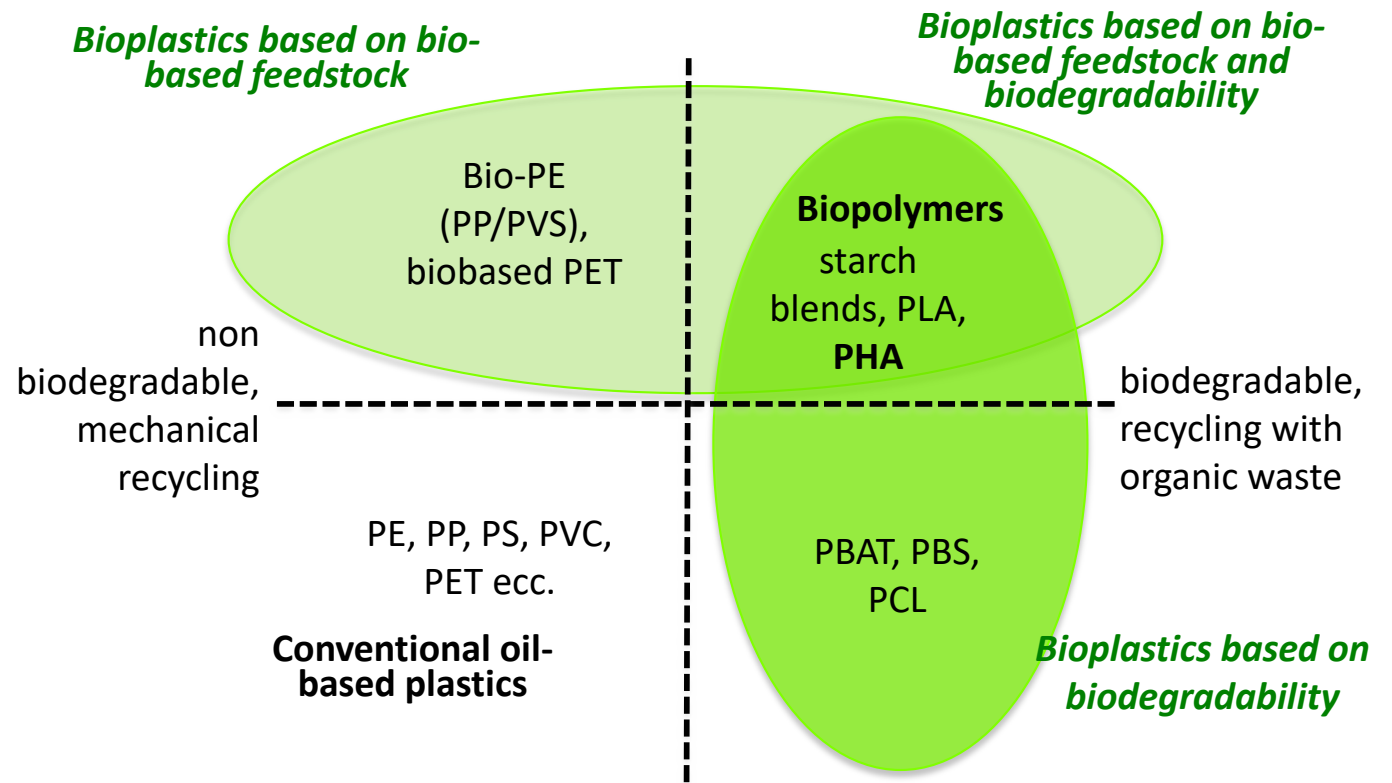 Bioplastics based on bio-
based feedstock
Bioplastics based on bio-
based feedstock and
biodegradability
Bio-PE
(PP/PVS),
biobased PET
Biopolymers
starch
blends, PLA,
PHA
non
biodegradable,
mechanical
recycling
biodegradable,
recycling with
organic waste
PE, PP, PS, PVC,
PET ecc.
PBAT, PBS,
PCL
Conventional oil-
based plastics
Bioplastics based on
biodegradability